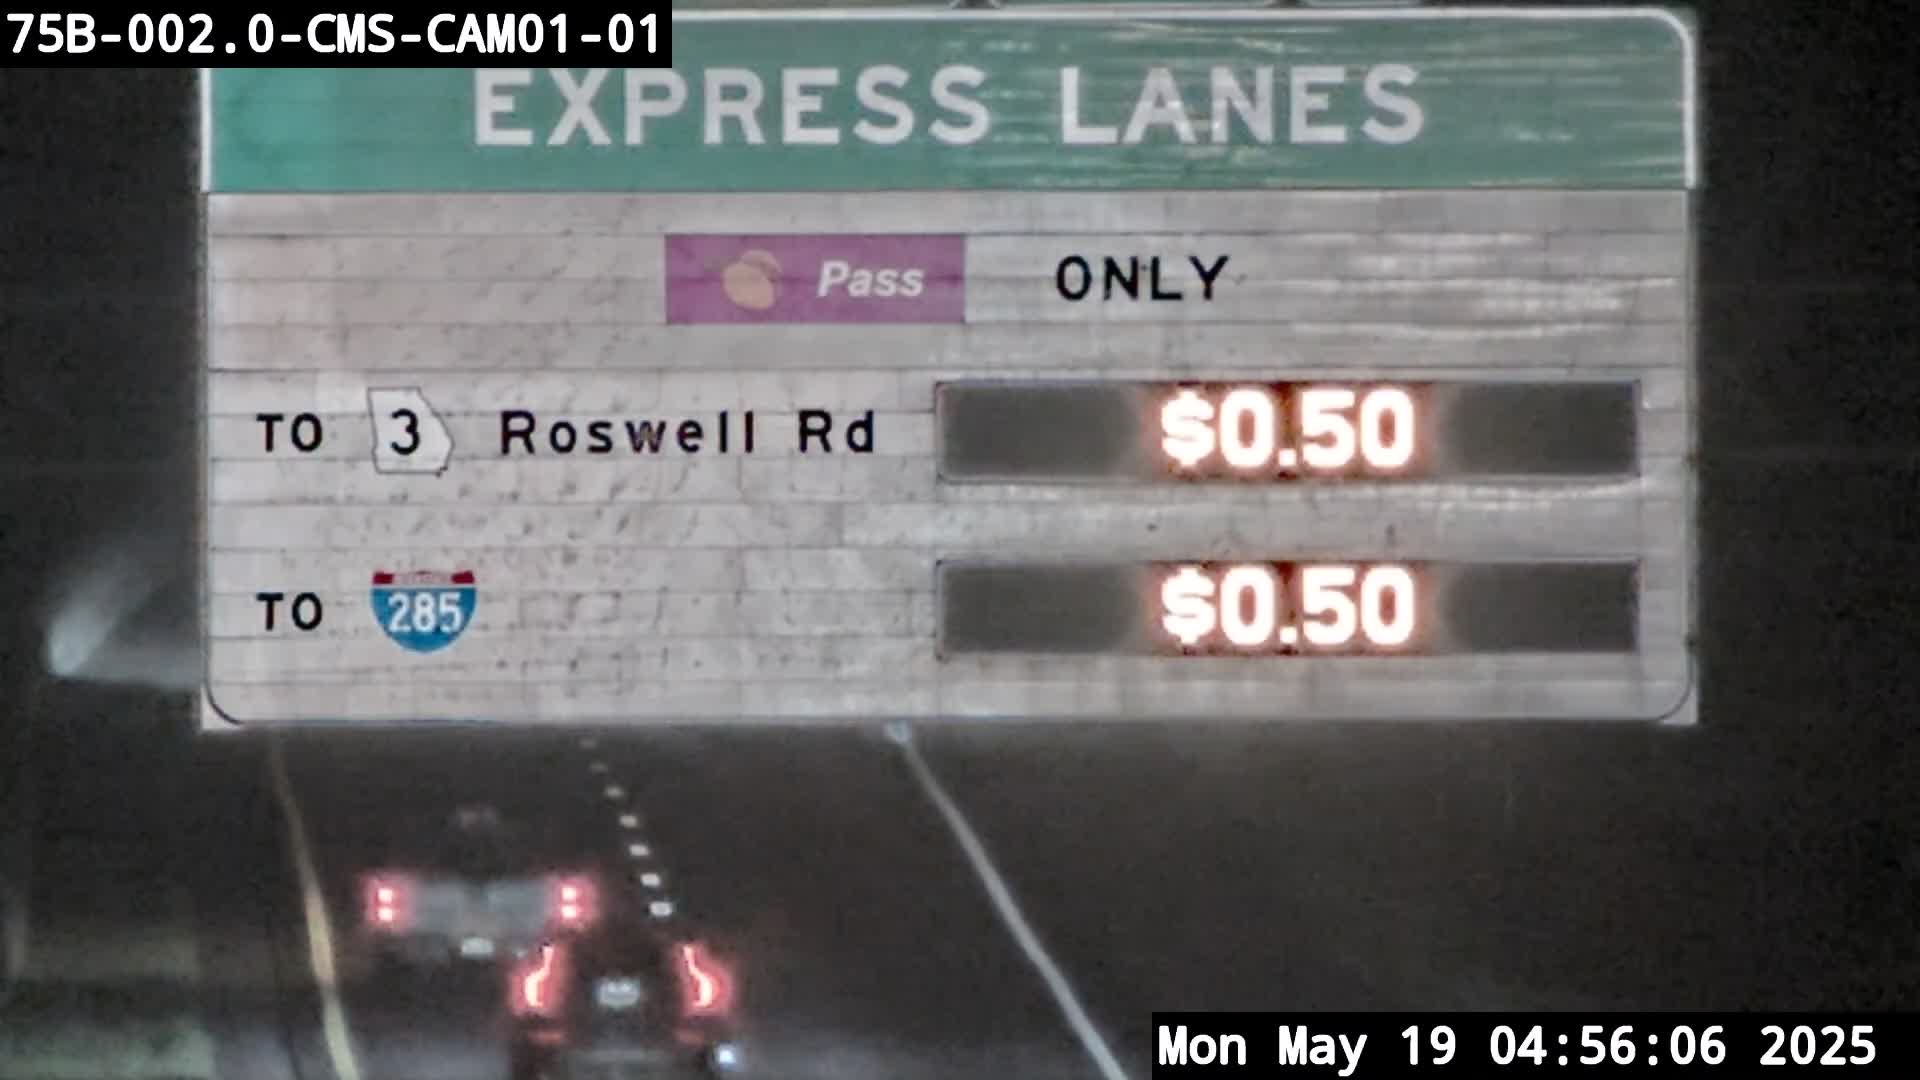 75B-002.0-CMS-CAM01-01
EXPRESS LANES
Pass ONLY
TO 3 Roswell Rd $0.50
TO 285 $0.50
Mon May 19 04:56:06 2025